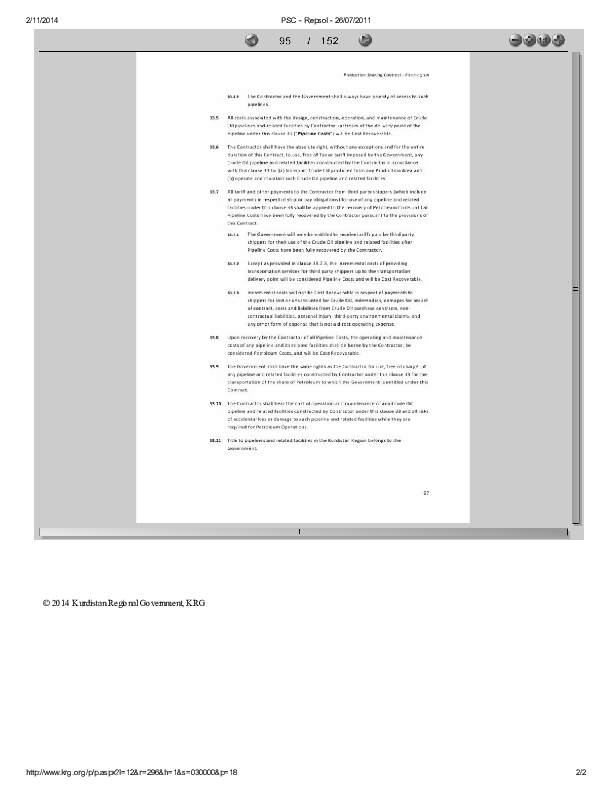 2/11/2014 PSC - Repsol - 26/07/2011
95 / 152
Production Sharing Contract -
The Contractor and the Government shall always have priority of access to such
pipelines.
33.5 All costs associated with the design, construction, operation, and maintenance of Crude
Oil pipelines and related facilities by Contractor upstream of the delivery point of the
pipeline under this clause 33 ("Pipeline Costs") will be Cost Recoverable.
33.6 The Contractor shall have the absolute right, without any exceptions and for the entire
duration of this Contract, to use, free of Tax or tariff imposed by the Government, any
Crude Oil pipeline and related facilities constructed by the Contractor in accordance
with this clause 33 to: (a) transport Crude Oil produced from any Production Area and
(b) operate and maintain such Crude Oil pipeline and related facilities.
33.7 All tariff and other payments to the Contractor from third party shippers (which include
all payments in respect of ship or pay obligations) for use of any pipeline and related
facilities under this clause 33 shall be applied to the recovery of Petroleum Costs until all
Pipeline Costs have been fully recovered by the Contractor pursuant to the provisions of
this Contract.
33.7.1 The Government will only be entitled to receive tariffs paid by third party
shippers for their use of the Crude Oil pipeline and related facilities after
Pipeline Costs have been fully recovered by the Contractor.
33.7.2 Except as provided in clause 33.7.3, the incremental costs of providing
transportation services for third party shippers up to the transportation
delivery point will be considered Pipeline Costs and will be Cost Recoverable.
33.7.3 Incremental costs will not be Cost Recoverable in respect of payments to
shippers for lost or unaccounted for Crude Oil, indemnities, damages for breach
of contract, costs and liabilities from Crude Oil purchase contracts, non-
contractual liabilities, personal injury, third-party environmental claims, and
any other form of expense that is not a direct operating expense.
33.8 Upon recovery by the Contractor of all Pipeline Costs, the operating and maintenance
costs of any pipeline and its related facilities shall be borne by the Contractor, be
considered Petroleum Costs, and will be Cost Recoverable.
33.9 The Government shall have the same rights as the Contractor for use, free of charge, of
any pipeline and related facilities constructed by Contractor under this clause 33 for the
transportation of the share of Petroleum to which the Government is entitled under this
Contract.
33.10 The Contractor shall bear the cost of operation and maintenance of any Crude Oil
pipeline and related facilities constructed by Contractor under this clause 33 and all risks
of accidental loss or damage to such pipeline and related facilities while they are
required for Petroleum Operations.
33.11 Title to pipelines and related facilities in the Kurdistan Region belongs to the
Government.
97
© 2014 Kurdistan Regional Government, KRG
http://www.krg.org/p/p.aspx?l=12&r=296&h=1&s=030000&p=18 2/2